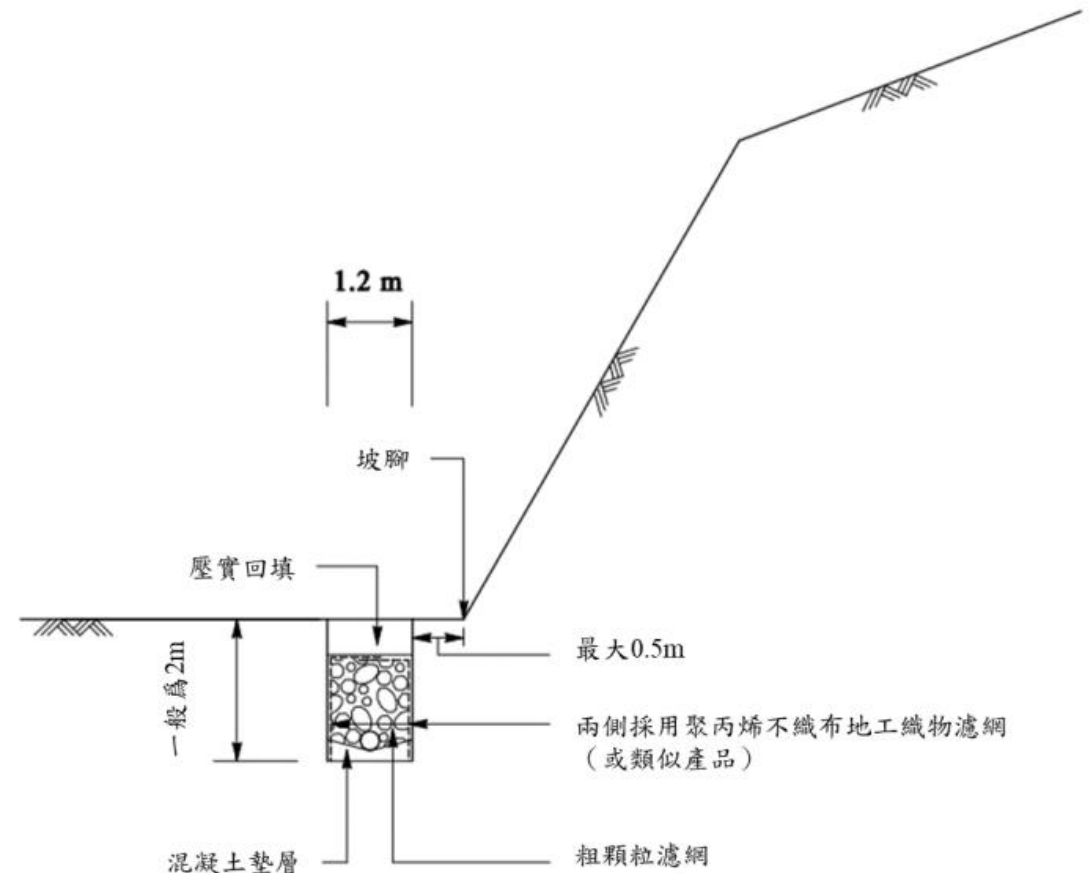 1.2 m
坡腳
壓實回填
一般爲2m
最大0.5m
兩側採用聚丙烯不織布地工織物濾網
（或類似產品）
混凝土墊層
粗顆粒濾網